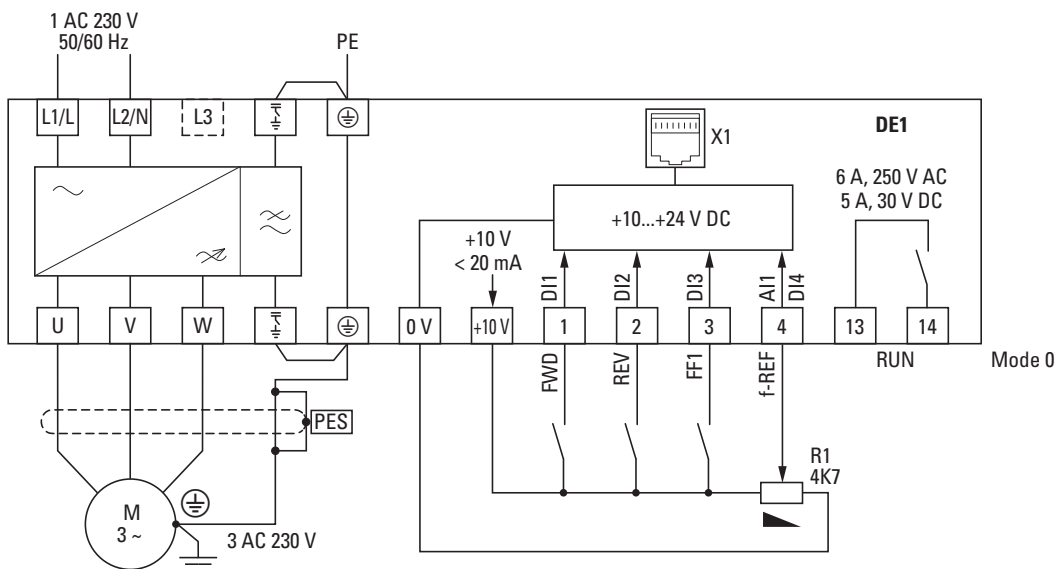 1 AC 230 V
50/60 Hz
PE
L1/L
L2/N
L3
X1
DE1
6 A, 250 V AC
5 A, 30 V DC
+10...+24 V DC
+10 V
< 20 mA
DI1
DI2
DI3
AI1
DI4
U
V
W
0 V
+10 V
1
2
3
4
13
14
FWD
REV
FF1
f-REF
RUN
Mode 0
PES
R1
4K7
M
3 ~
3 AC 230 V